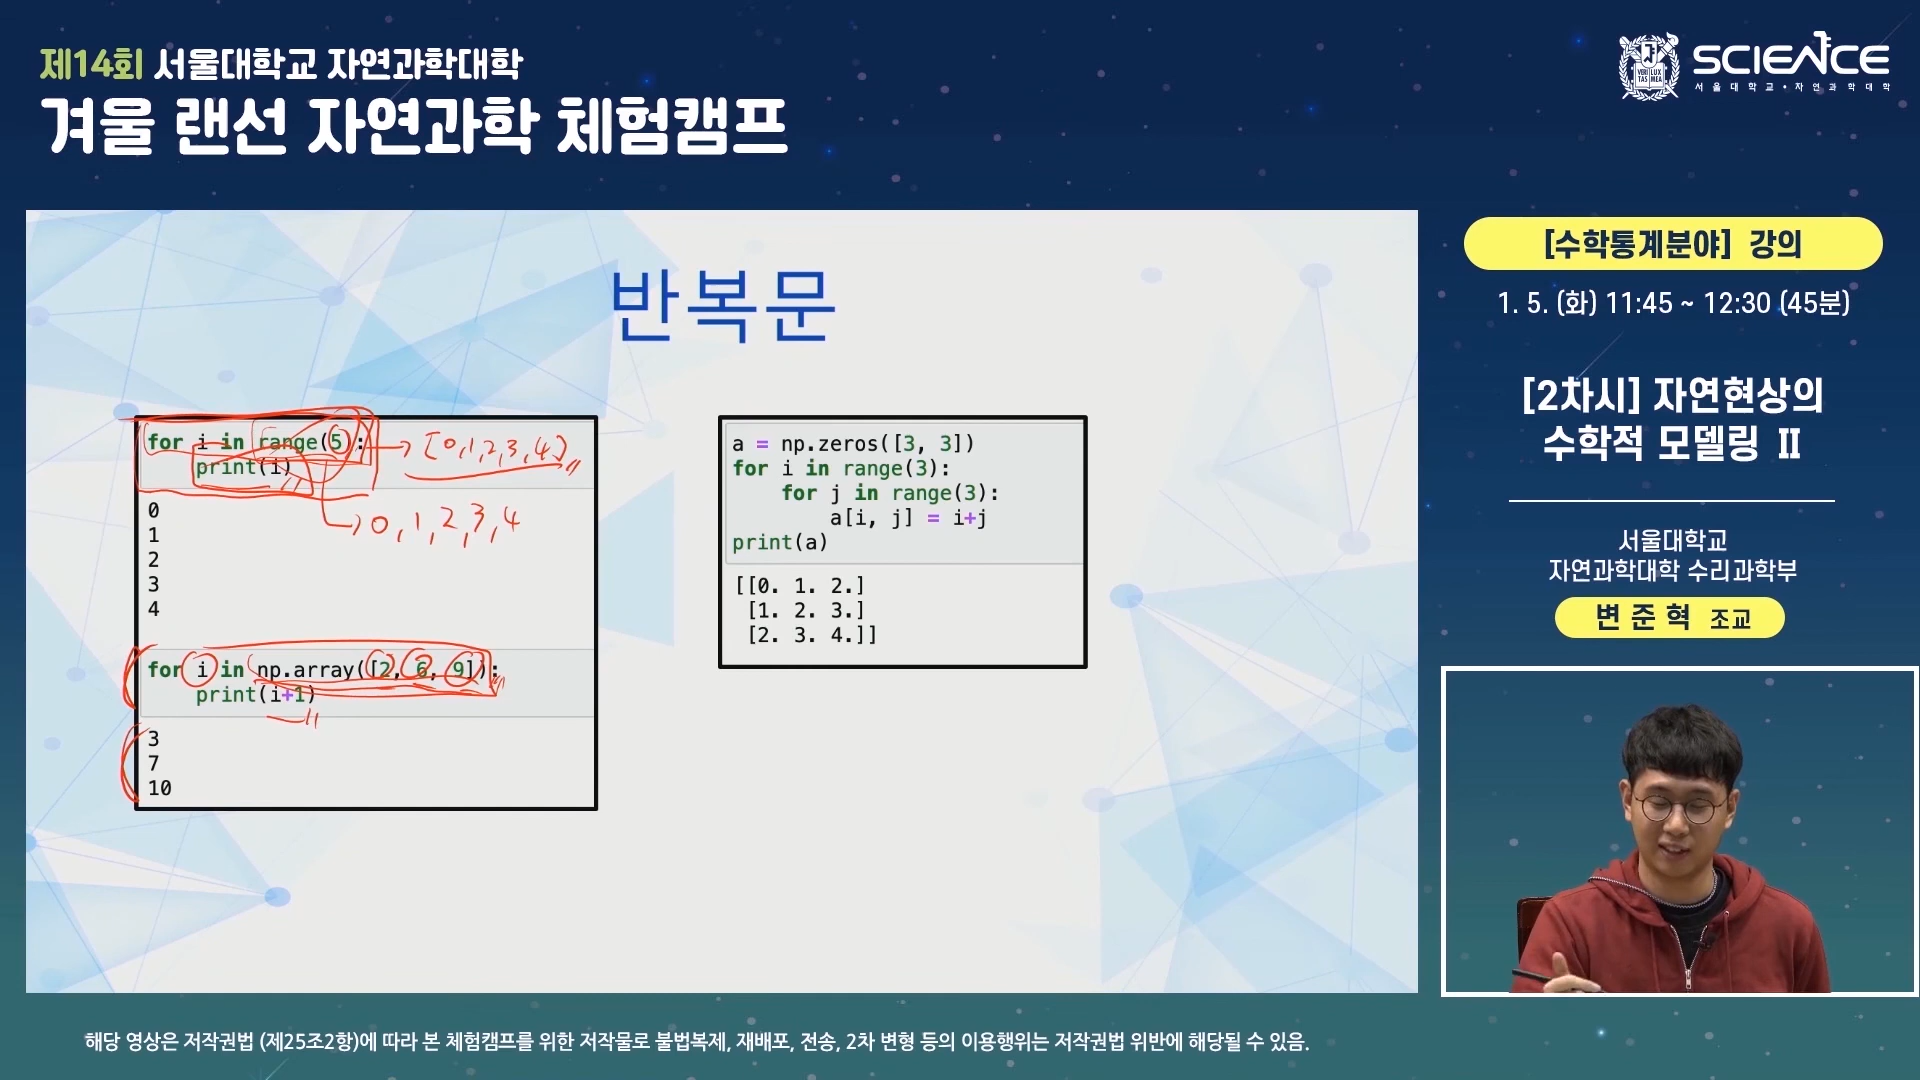 제14회 서울대학교 자연과학대학
겨울 랜선 자연과학 체험캠프
SCIENCE
서울대학교•자연과학대학
VERI LUX
TAS MEA
반복문
for i in range(5):
    print(i)
→ [0,1,2,3,4]
→ 0, 1, 2, 3, 4
0
1
2
3
4
for i in np.array([2, 6, 9]):
    print(i+1)
3
7
10
a = np.zeros([3, 3])
for i in range(3):
    for j in range(3):
        a[i, j] = i+j
print(a)
[[0. 1. 2.]
 [1. 2. 3.]
 [2. 3. 4.]]
[수학통계분야] 강의
1. 5. (화) 11:45 ~ 12:30 (45분)
[2차시] 자연현상의
수학적 모델링 II
서울대학교
자연과학대학 수리과학부
변준혁 조교
해당 영상은 저작권법 (제25조2항)에 따라 본 체험캠프를 위한 저작물로 불법복제, 재배포, 전송, 2차 변형 등의 이용행위는 저작권법 위반에 해당될 수 있음.